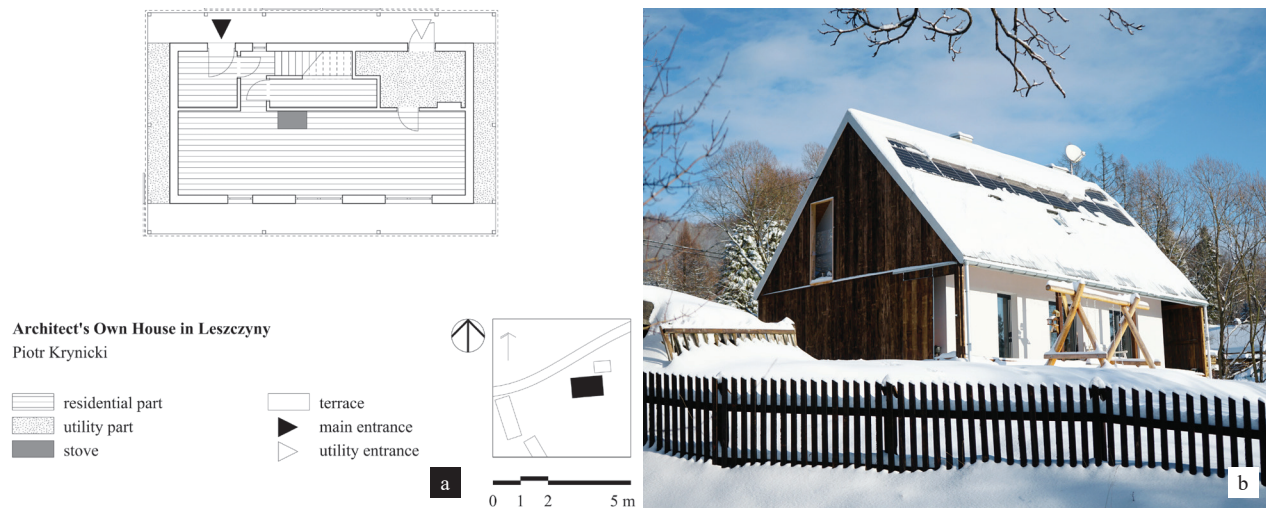 Architect's Own House in Leszczyny
Piotr Krynicki
residential part
utility part
stove
terrace
main entrance
utility entrance
a
0 1 2 5 m
b